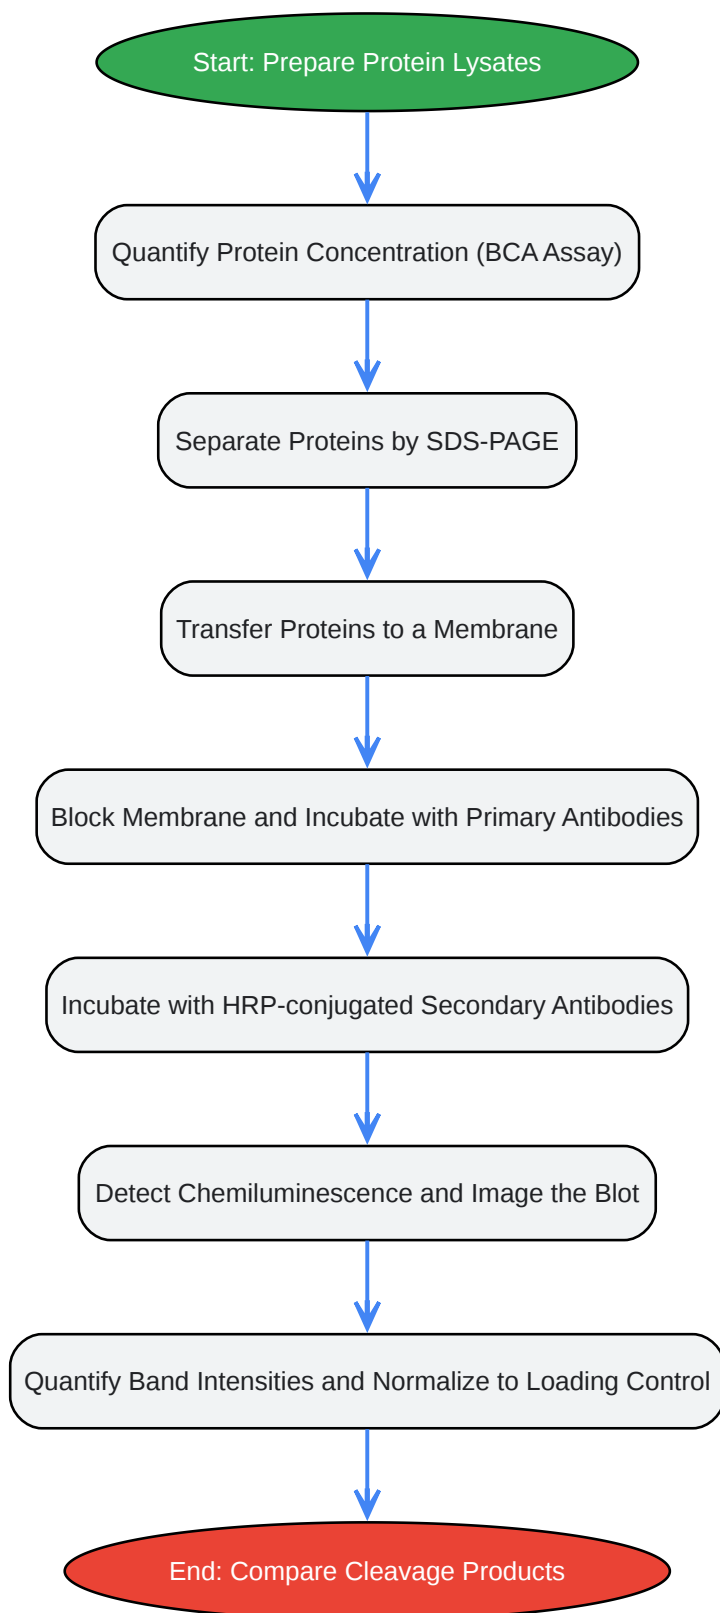 Start: Prepare Protein Lysates
Quantify Protein Concentration (BCA Assay)
Separate Proteins by SDS-PAGE
Transfer Proteins to a Membrane
Block Membrane and Incubate with Primary Antibodies
Incubate with HRP-conjugated Secondary Antibodies
Detect Chemiluminescence and Image the Blot
Quantify Band Intensities and Normalize to Loading Control
End: Compare Cleavage Products